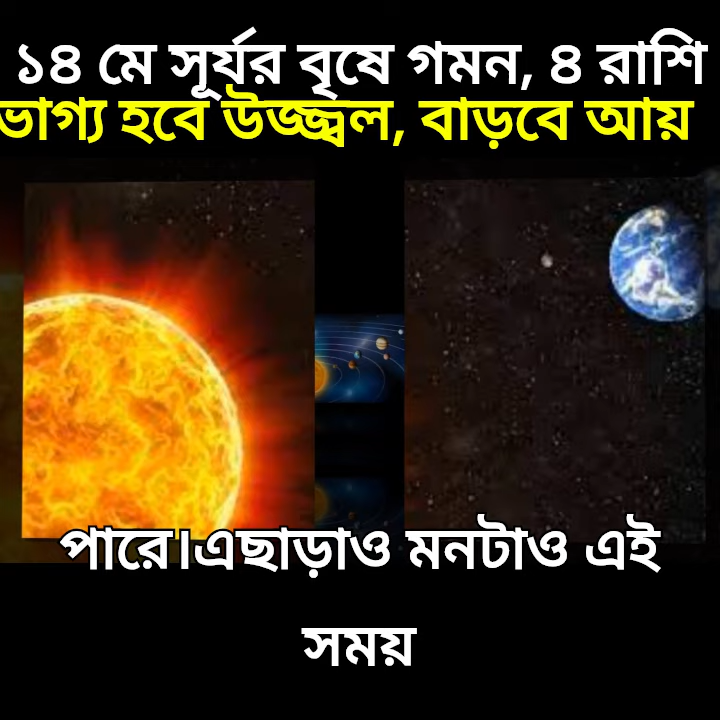 ১৪ মে সূর্যর বৃষে গমন, ৪ রাশি
ভাগ্য হবে উজ্জ্বল, বাড়বে আয়
পারে।এছাড়াও মনটাও এই
সময়